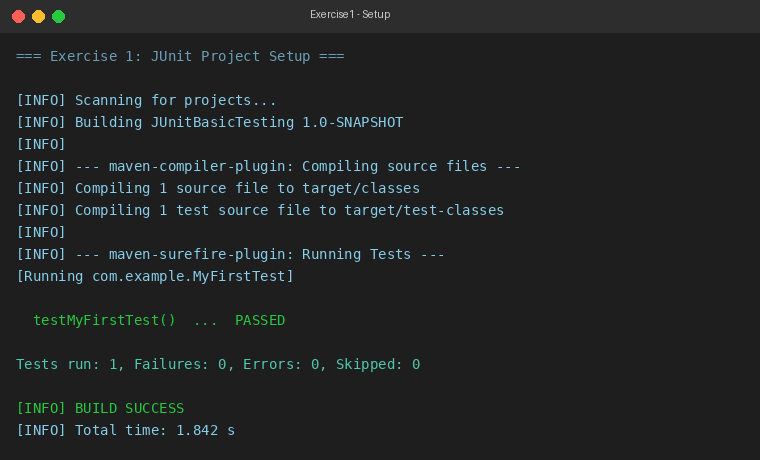 Exercise1 - Setup
=== Exercise 1: JUnit Project Setup ===
[INFO] Scanning for projects...
[INFO] Building JUnitBasicTesting 1.0-SNAPSHOT
[INFO]
[INFO] --- maven-compiler-plugin: Compiling source files ---
[INFO] Compiling 1 source file to target/classes
[INFO] Compiling 1 test source file to target/test-classes
[INFO]
[INFO] --- maven-surefire-plugin: Running Tests ---
[Running com.example.MyFirstTest]
testMyFirstTest()  ...  PASSED
Tests run: 1, Failures: 0, Errors: 0, Skipped: 0
[INFO] BUILD SUCCESS
[INFO] Total time: 1.842 s